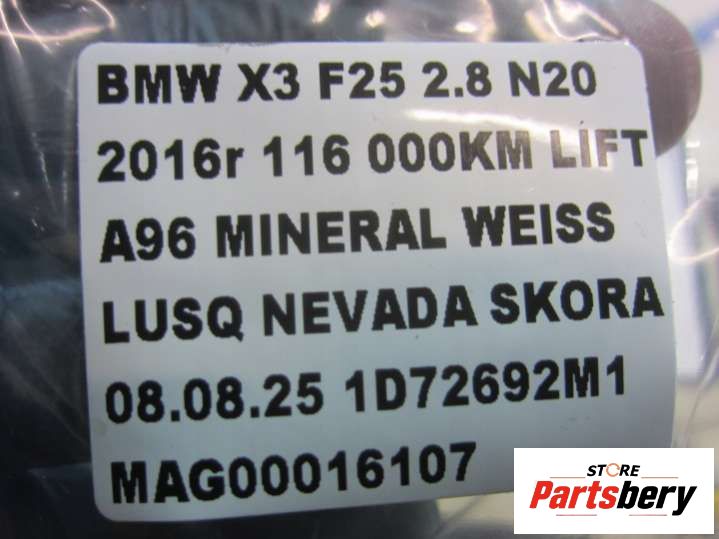 BMW X3 F25 2.8 N20
2016r 116 000KM LIFT
A96 MINERAL WEISS
LUSQ NEVADA SKORA
08.08.25 1D72692M1
MAG00016107
STORE
Partsbery